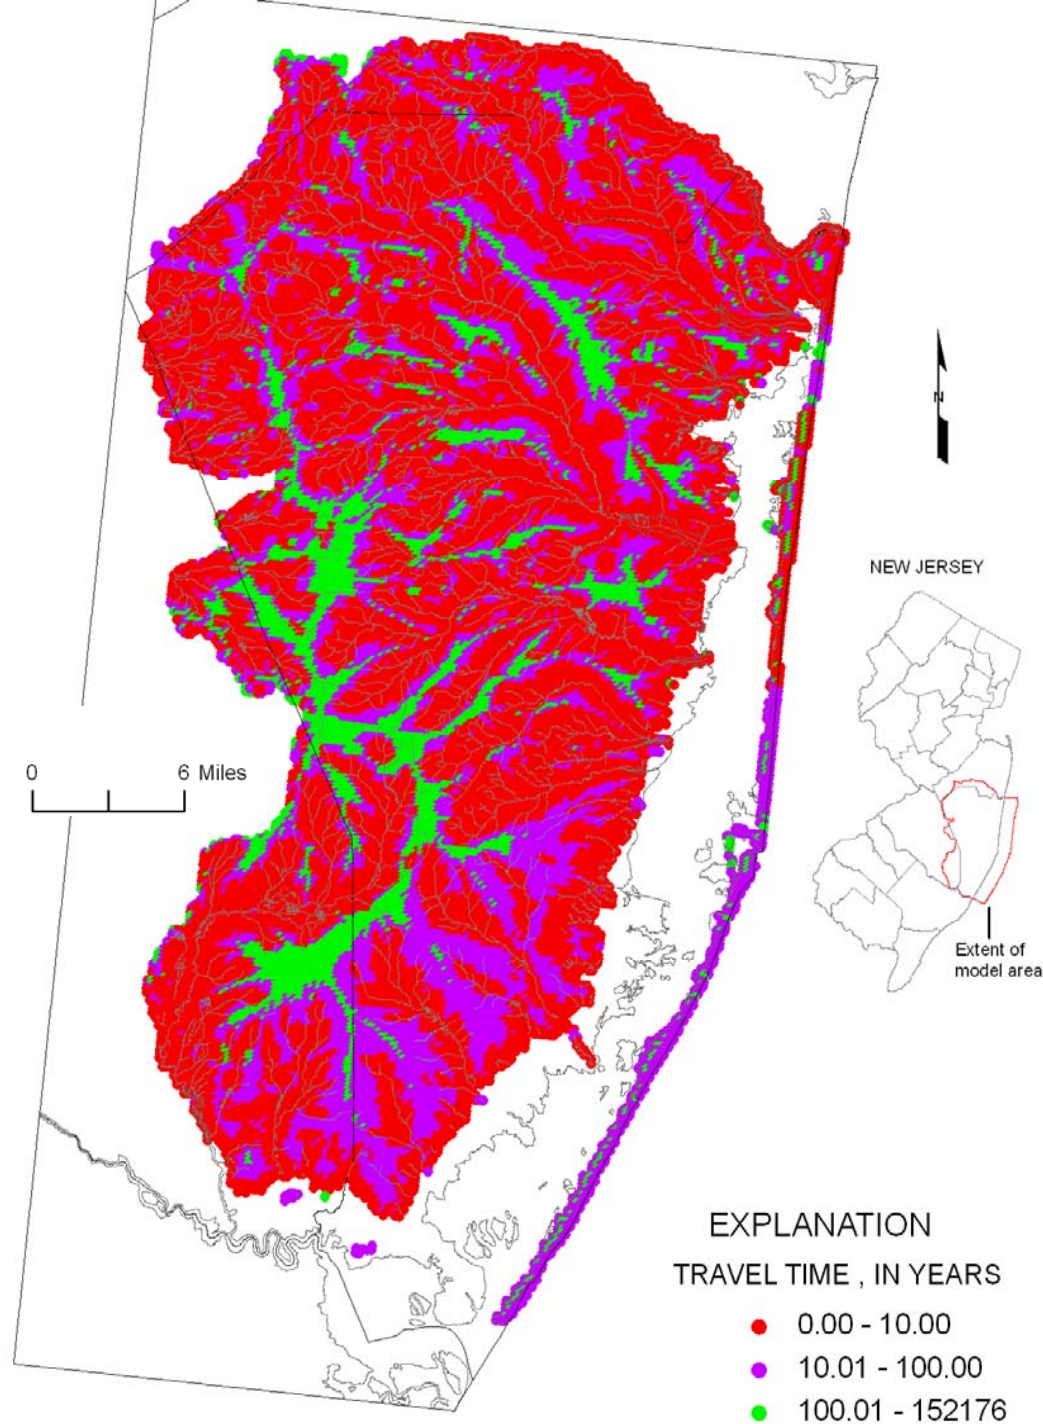 N
NEW JERSEY
0 6 Miles
Extent of
model area
EXPLANATION
TRAVEL TIME , IN YEARS
0.00 - 10.00
10.01 - 100.00
100.01 - 152176